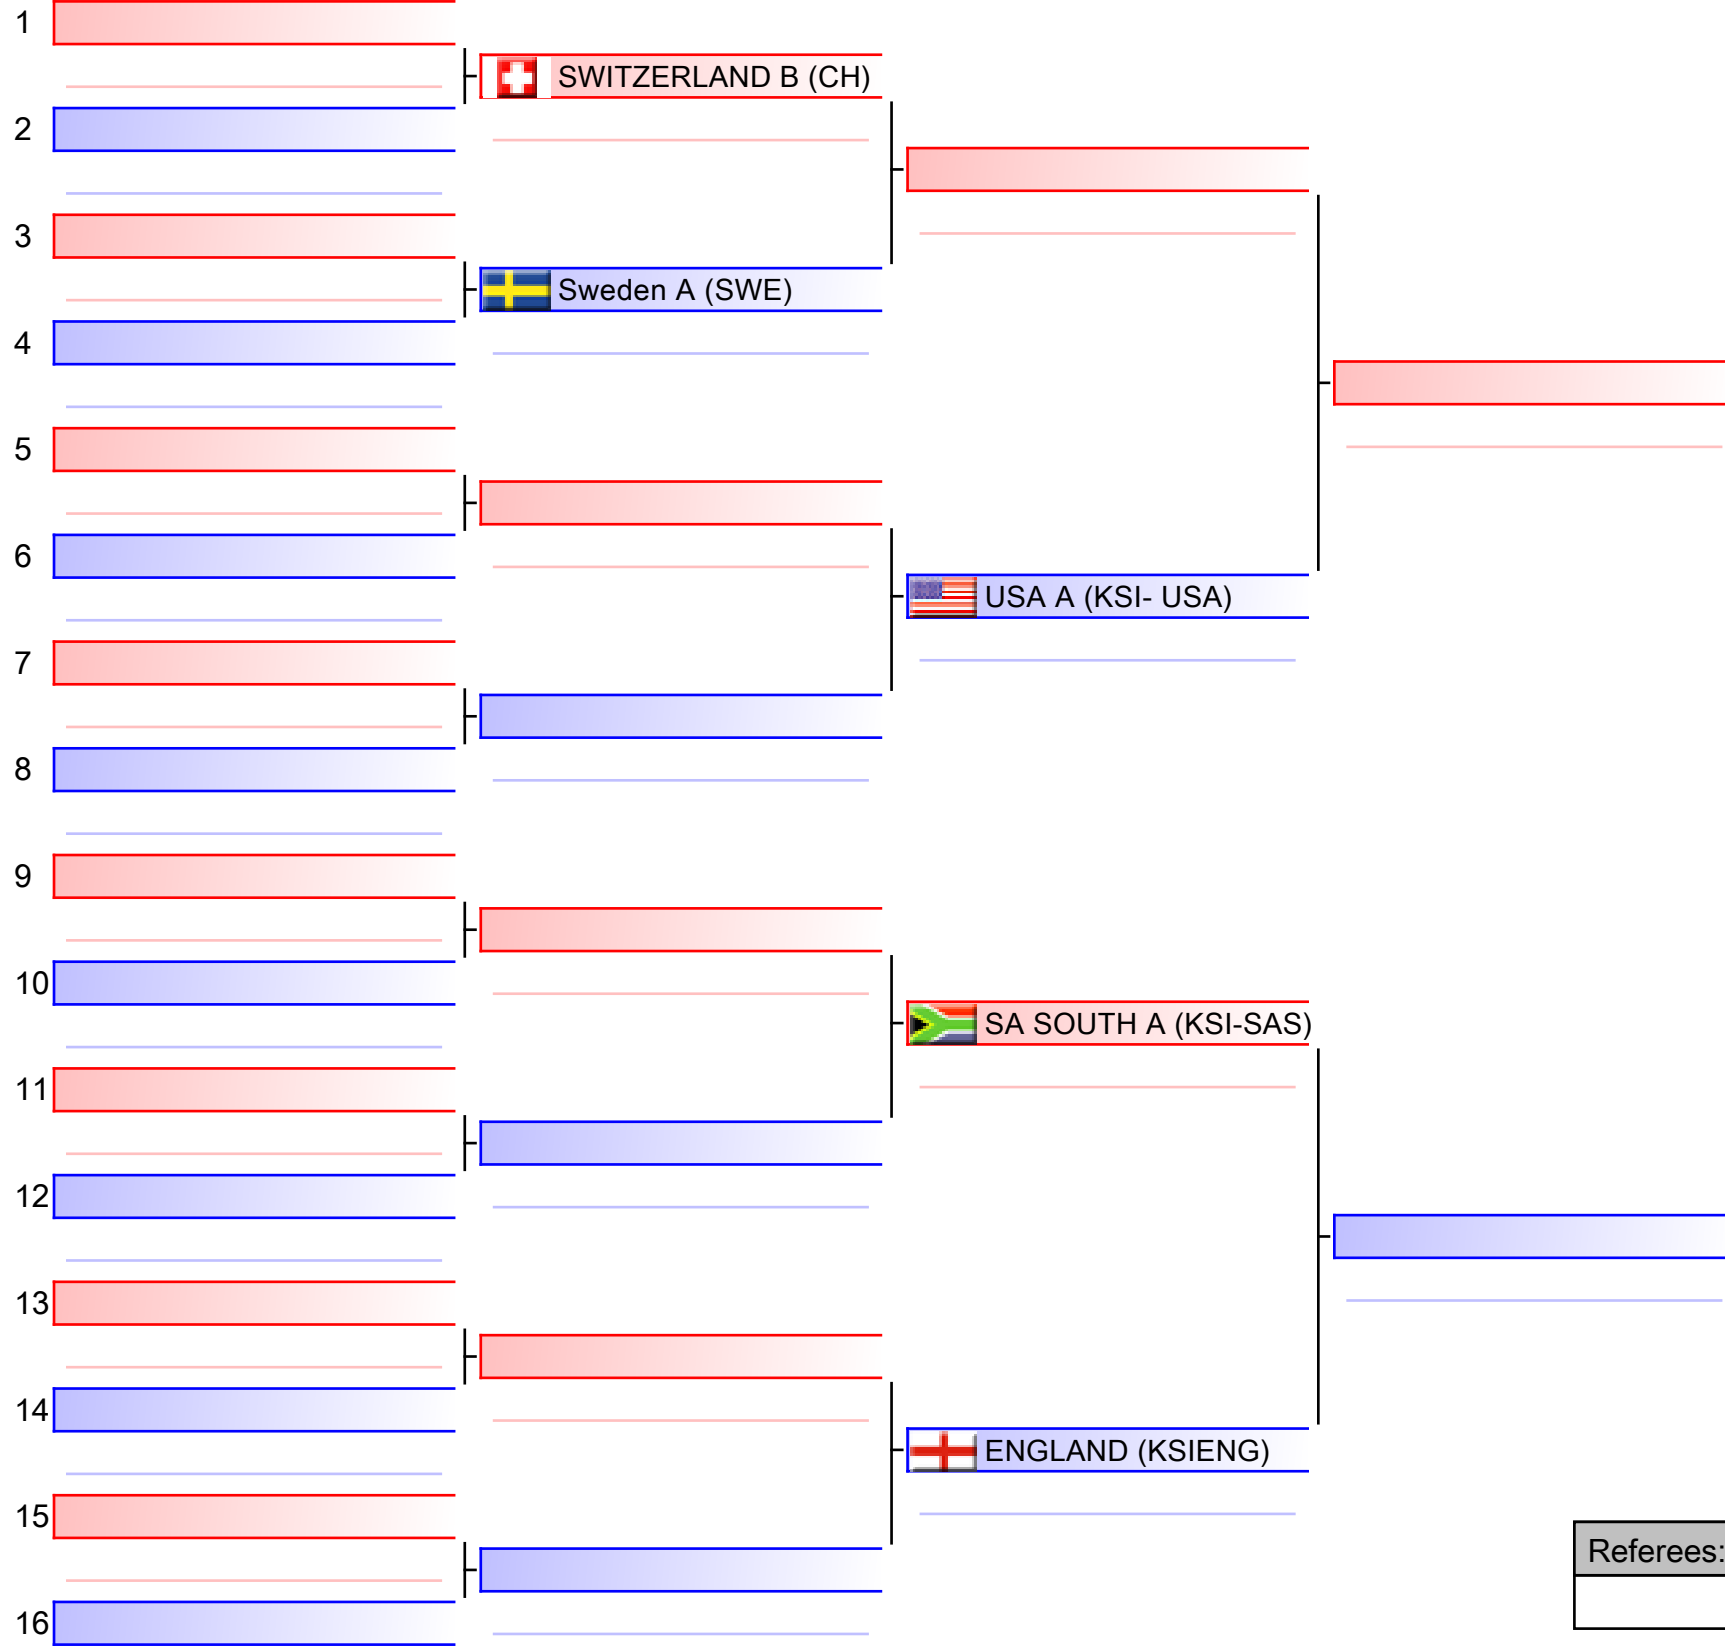 1
SWITZERLAND B (CH)
2
3
Sweden A (SWE)
4
5
6
USA A (KSI- USA)
7
8
9
10
SA SOUTH A (KSI-SAS)
11
12
13
14
ENGLAND (KSIENG)
15
Referees:
16